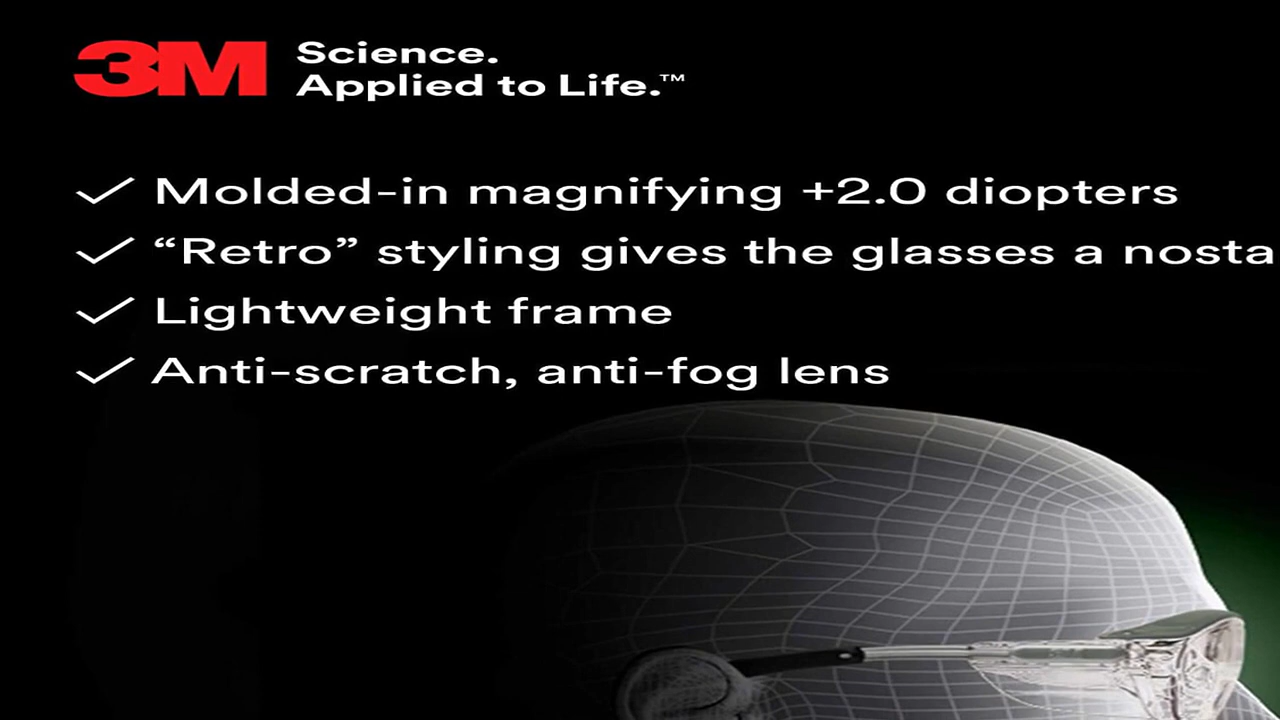 3M Science.
Applied to Life.™
✓ Molded-in magnifying +2.0 diopters
✓ “Retro” styling gives the glasses a nosta
✓ Lightweight frame
✓ Anti-scratch, anti-fog lens